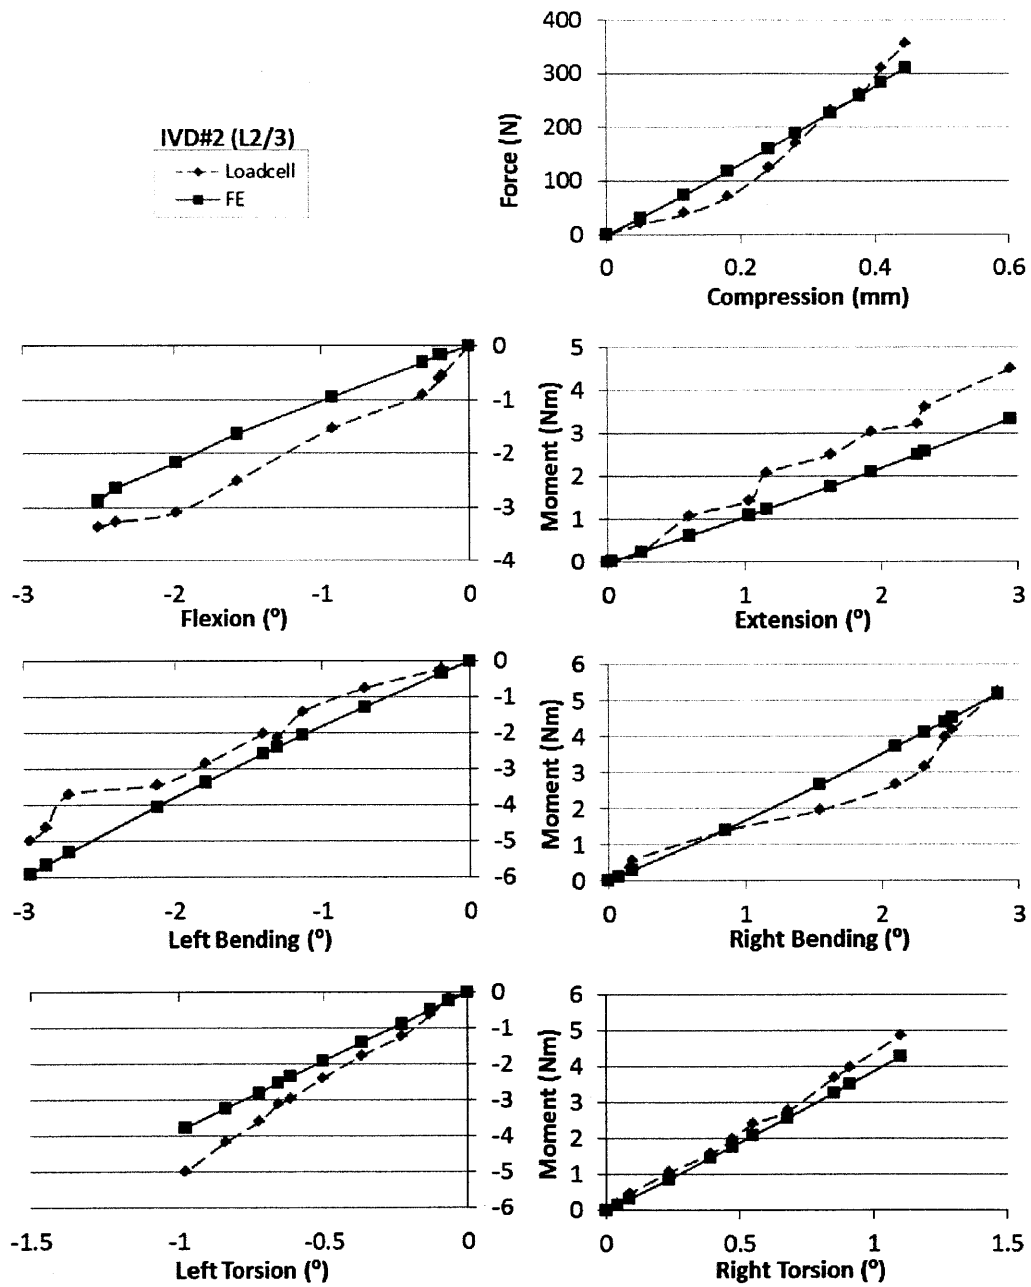 IVD#2 (L2/3)
Loadcell
FE
400
300
200
100
0
Force (N)
0 0.2 0.4 0.6
Compression (mm)
0
-1
-2
-3
-4
-3 -2 -1 0
Flexion (º)
5
4
3
2
1
0
Moment (Nm)
0 1 2 3
Extension (º)
0
-1
-2
-3
-4
-5
-6
-3 -2 -1 0
Left Bending (º)
6
5
4
3
2
1
0
Moment (Nm)
0 1 2 3
Right Bending (º)
0
-1
-2
-3
-4
-5
-6
-1.5 -1 -0.5 0
Left Torsion (º)
6
5
4
3
2
1
0
Moment (Nm)
0 0.5 1 1.5
Right Torsion (º)